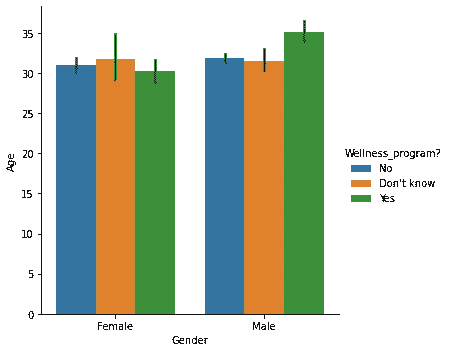 35
30
25
20
15
10
5
0
Age
Female
Male
Gender
Wellness_program?
No
Don't know
Yes